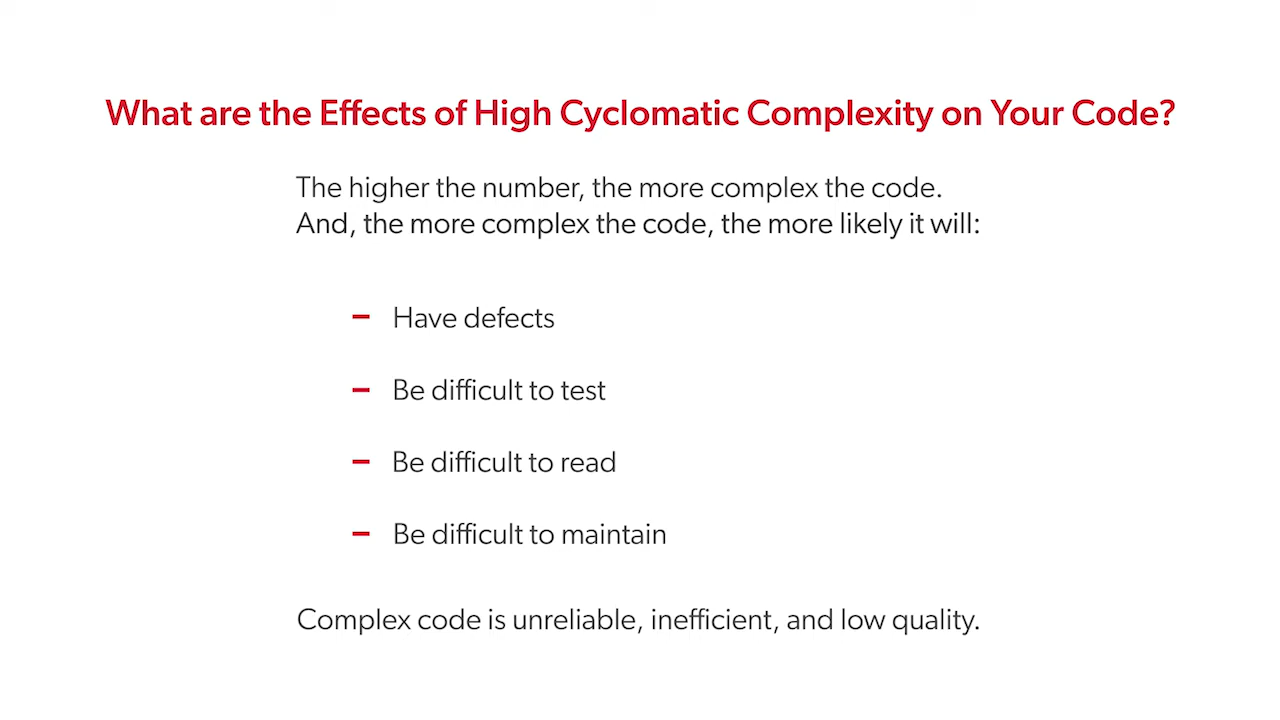 What are the Effects of High Cyclomatic Complexity on Your Code?
The higher the number, the more complex the code.
And, the more complex the code, the more likely it will:
– Have defects
– Be difficult to test
– Be difficult to read
– Be difficult to maintain
Complex code is unreliable, inefficient, and low quality.